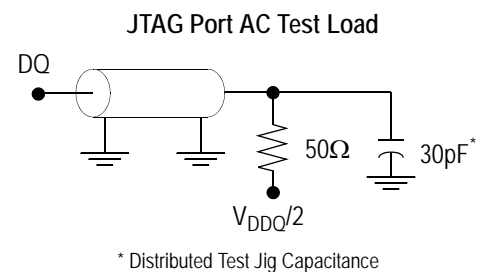 JTAG Port AC Test Load
DQ
50Ω
30pF*
VDDQ/2
* Distributed Test Jig Capacitance